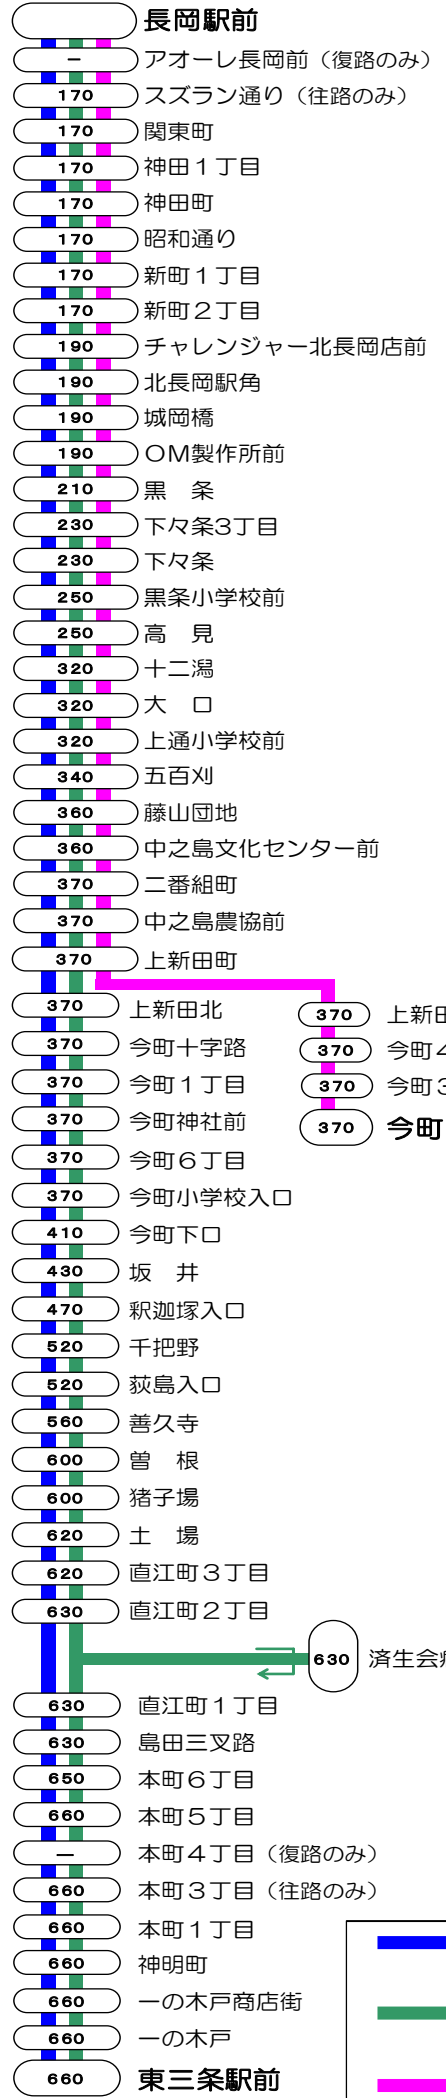 長岡駅前
－ アオーレ長岡前（復路のみ）
170 スズラン通り（往路のみ）
170 関東町
170 神田１丁目
170 神田町
170 昭和通り
170 新町１丁目
170 新町２丁目
190 チャレンジャー北長岡店前
190 北長岡駅角
190 城岡橋
190 ＯＭ製作所前
210 黒　条
230 下々条3丁目
230 下々条
250 黒条小学校前
250 高　見
320 十二潟
320 大　口
320 上通小学校前
340 五百刈
360 藤山団地
360 中之島文化センター前
370 二番組町
370 中之島農協前
370 上新田町
370 上新田北
370 上新
370 今町十字路
370 今町
370 今町１丁目
370 今町
370 今町神社前
370 今町
370 今町６丁目
370 今町小学校入口
410 今町下口
430 坂　井
470 釈迦塚入口
520 千把野
520 荻島入口
560 善久寺
600 曽　根
600 猪子場
620 土　場
620 直江町３丁目
630 直江町２丁目
630 済生会
630 直江町１丁目
630 島田三叉路
650 本町６丁目
660 本町５丁目
－ 本町４丁目（復路のみ）
660 本町３丁目（往路のみ）
660 本町１丁目
660 神明町
660 一の木戸商店街
660 一の木戸
660 東三条駅前